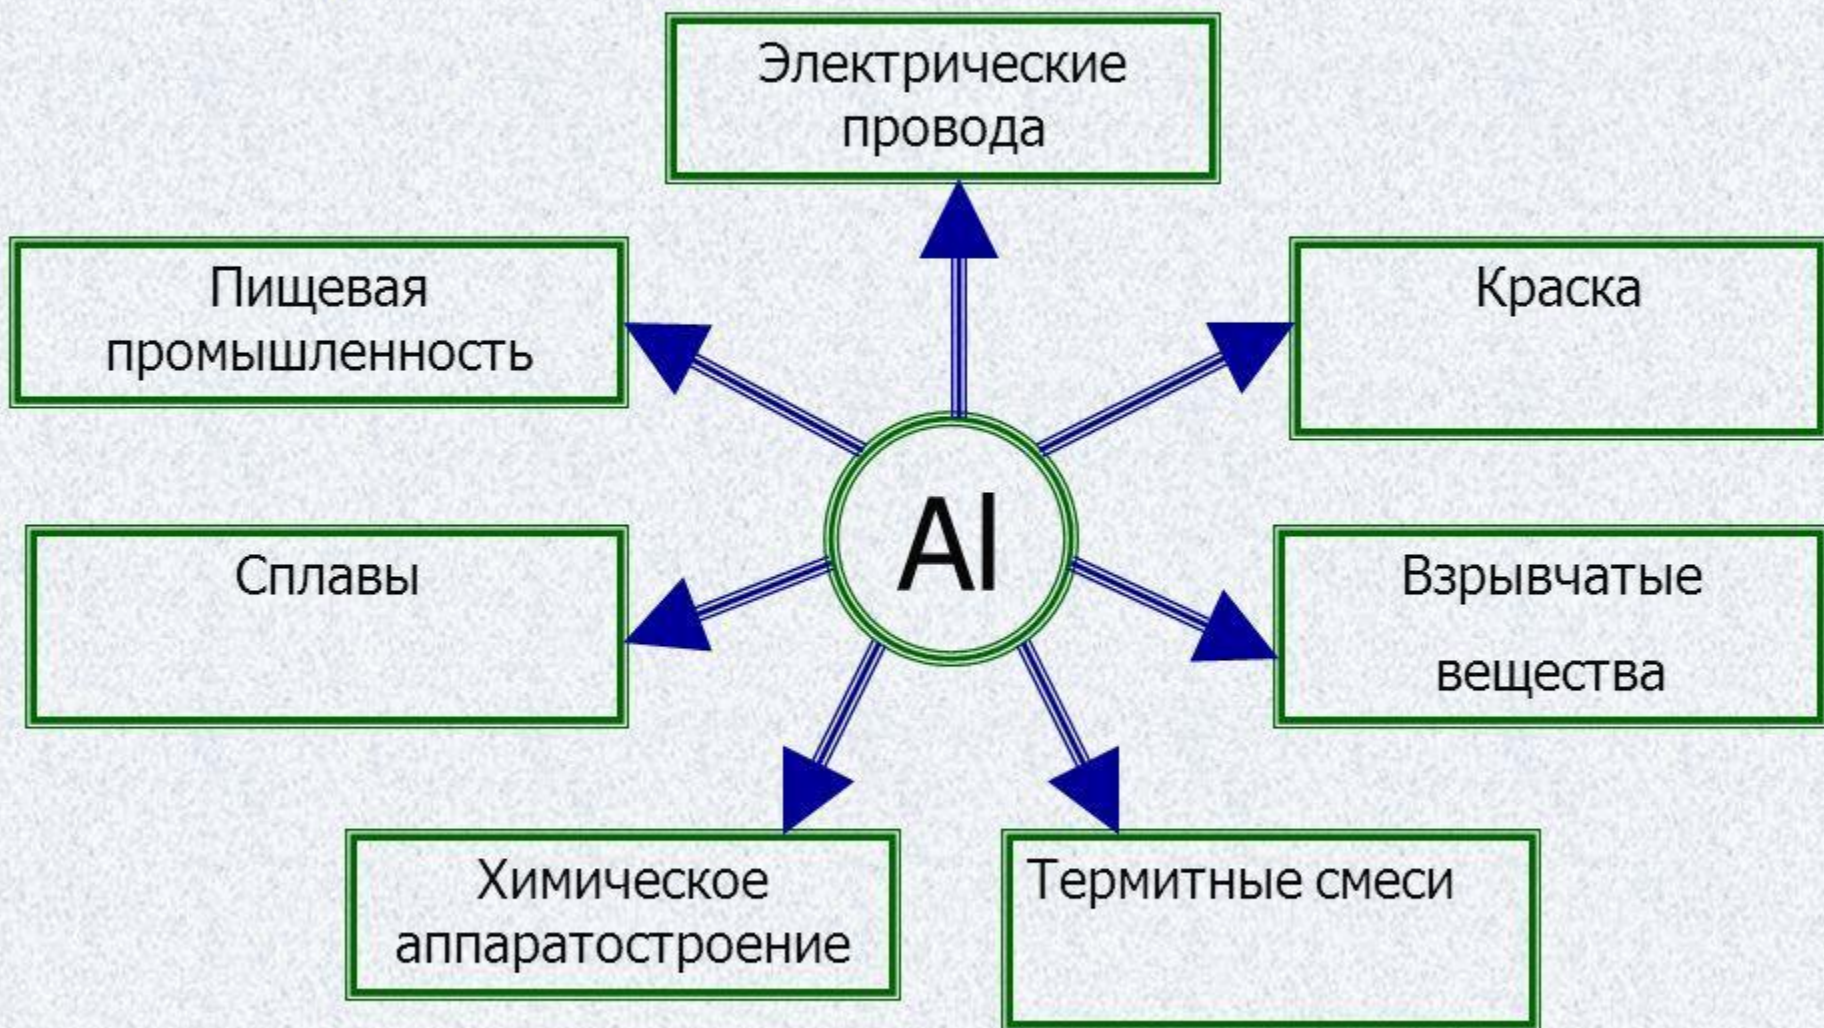 Электрические
провода
Пищевая
промышленность
Краска
Al
Сплавы
Взрывчатые
вещества
Химическое
аппаратостроение
Термитные смеси